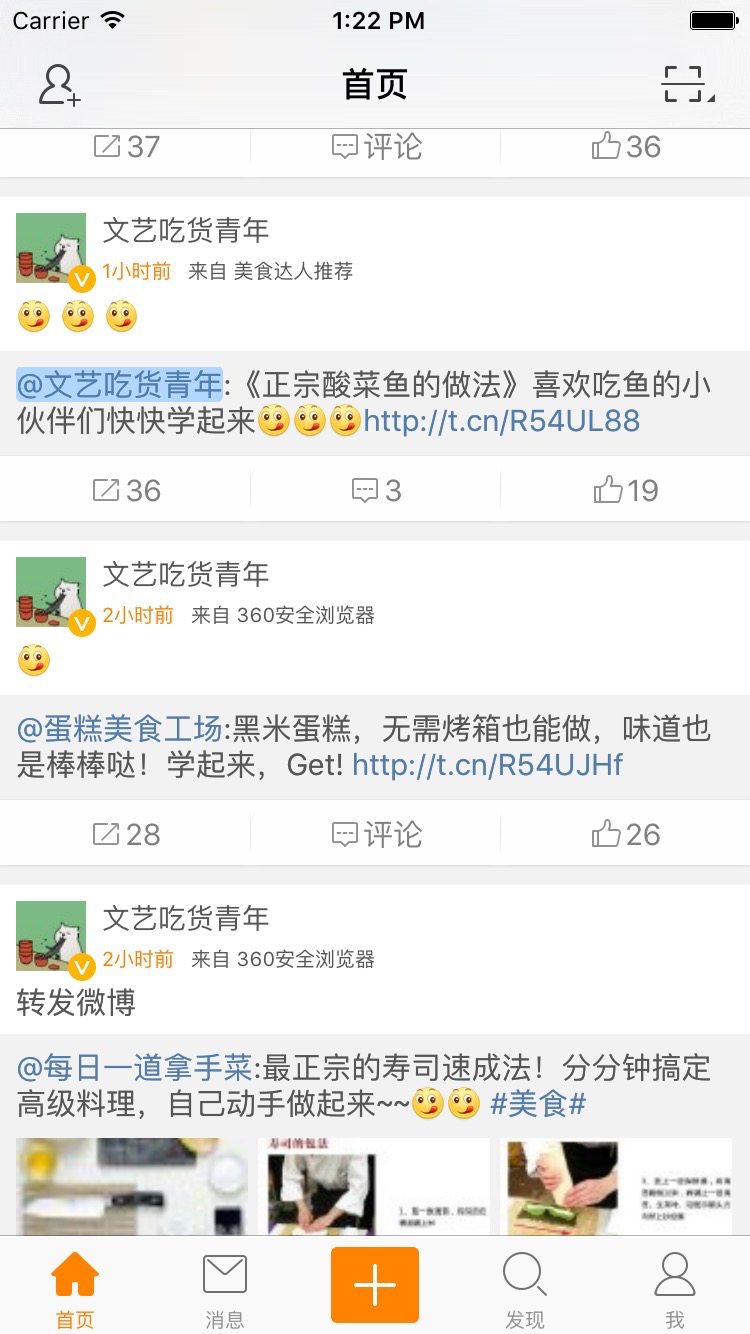 Carrier 1:22 PM
首页
37 评论 36
文艺吃货青年
1小时前 来自 美食达人推荐
@文艺吃货青年:《正宗酸菜鱼的做法》喜欢吃鱼的小
伙伴们快快学起来http://t.cn/R54UL88
36 3 19
文艺吃货青年
2小时前 来自 360安全浏览器
@蛋糕美食工场:黑米蛋糕，无需烤箱也能做，味道也
是棒棒哒！学起来，Get! http://t.cn/R54UJHf
28 评论 26
文艺吃货青年
2小时前 来自 360安全浏览器
转发微博
@每日一道拿手菜:最正宗的寿司速成法！分分钟搞定
高级料理，自己动手做起来~~ #美食#
寿司的包法
首页 消息 发现 我